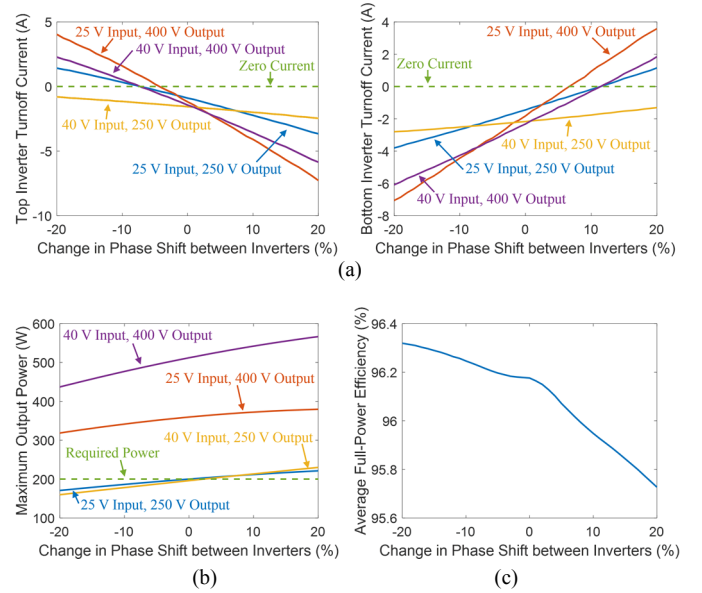 5
0
-5
-10
Top Inverter Turnoff Current (A)
25 V Input, 400 V Output
40 V Input, 400 V Output
Zero Current
40 V Input, 250 V Output
25 V Input, 250 V Output
-20 -10 0 10 20
Change in Phase Shift between Inverters (%)
4
2
0
-2
-4
-6
-8
Bottom Inverter Turnoff Current (A)
25 V Input, 400 V Output
Zero Current
40 V Input, 250 V Output
25 V Input, 250 V Output
40 V Input, 400 V Output
-20 -10 0 10 20
Change in Phase Shift between Inverters (%)
(a)
600
500
400
300
200
100
Maximum Output Power (W)
40 V Input, 400 V Output
25 V Input, 400 V Output
40 V Input, 250 V Output
Required Power
25 V Input, 250 V Output
-20 -10 0 10 20
Change in Phase Shift between Inverters (%)
(b)
96.4
96.2
96
95.8
95.6
Average Full-Power Efficiency (%)
-20 -10 0 10 20
Change in Phase Shift between Inverters (%)
(c)